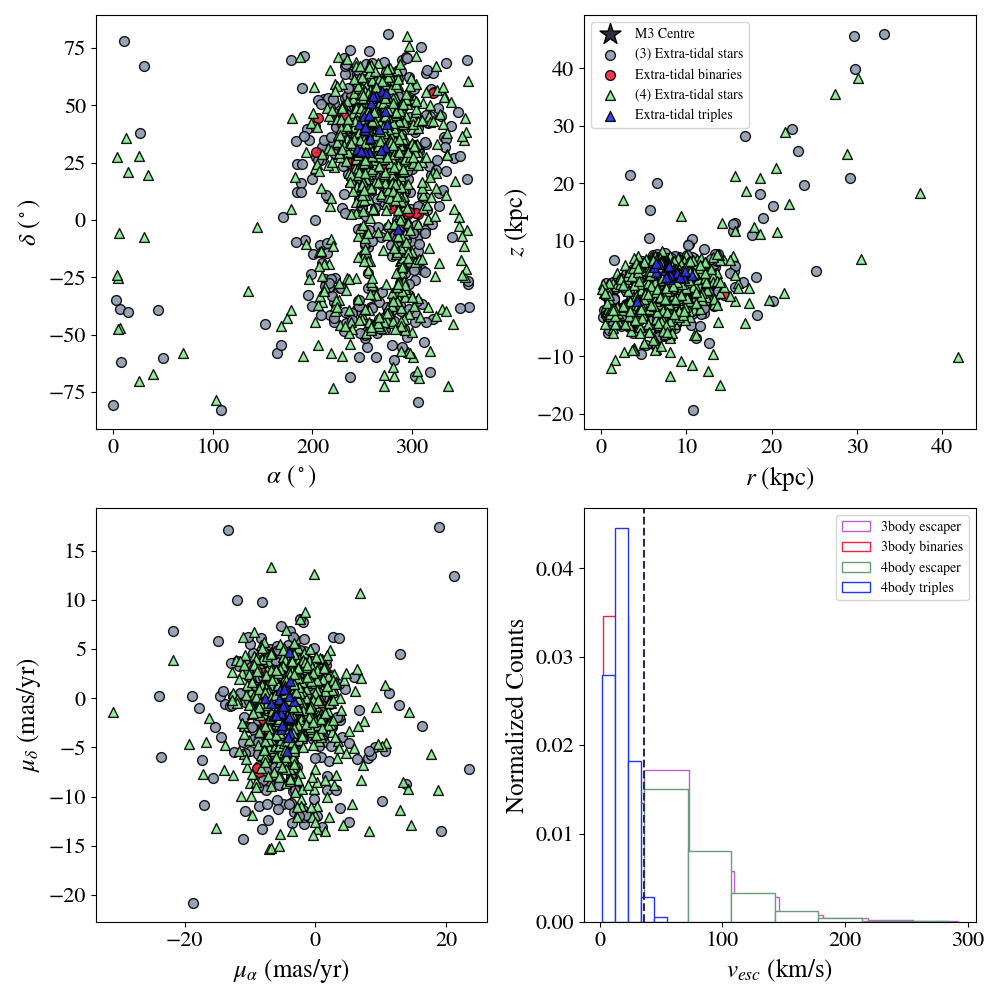 75
50
25
0
−25
−50
−75
δ (°)
0
100
200
300
α (°)
M3 Centre
(3) Extra-tidal stars
Extra-tidal binaries
(4) Extra-tidal stars
Extra-tidal triples
40
30
20
10
0
−10
−20
z (kpc)
0
10
20
30
40
r (kpc)
15
10
5
0
−5
−10
−15
−20
μδ (mas/yr)
−20
0
20
μα (mas/yr)
3body escaper
3body binaries
4body escaper
4body triples
0.04
0.03
0.02
0.01
0.00
Normalized Counts
0
100
200
300
vesc (km/s)